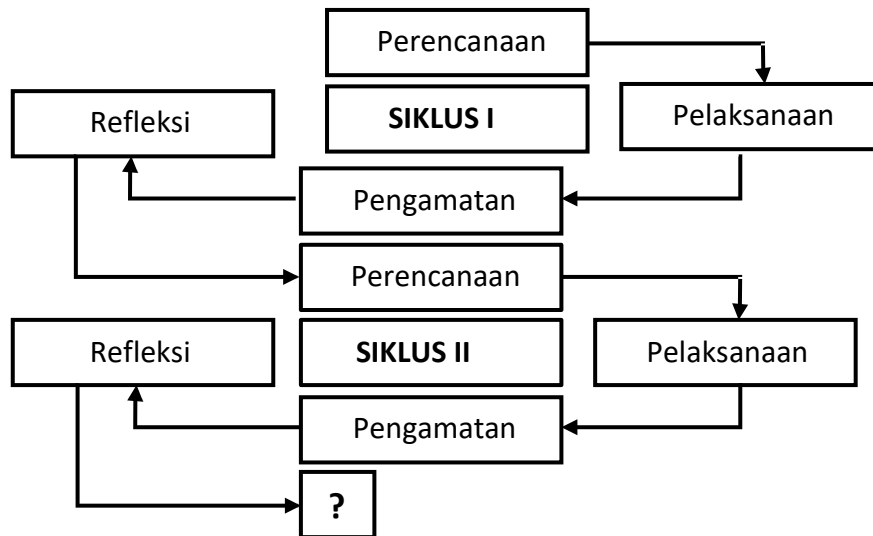 Perencanaan
Refleksi
SIKLUS I
Pelaksanaan
Pengamatan
Perencanaan
Refleksi
SIKLUS II
Pelaksanaan
Pengamatan
?